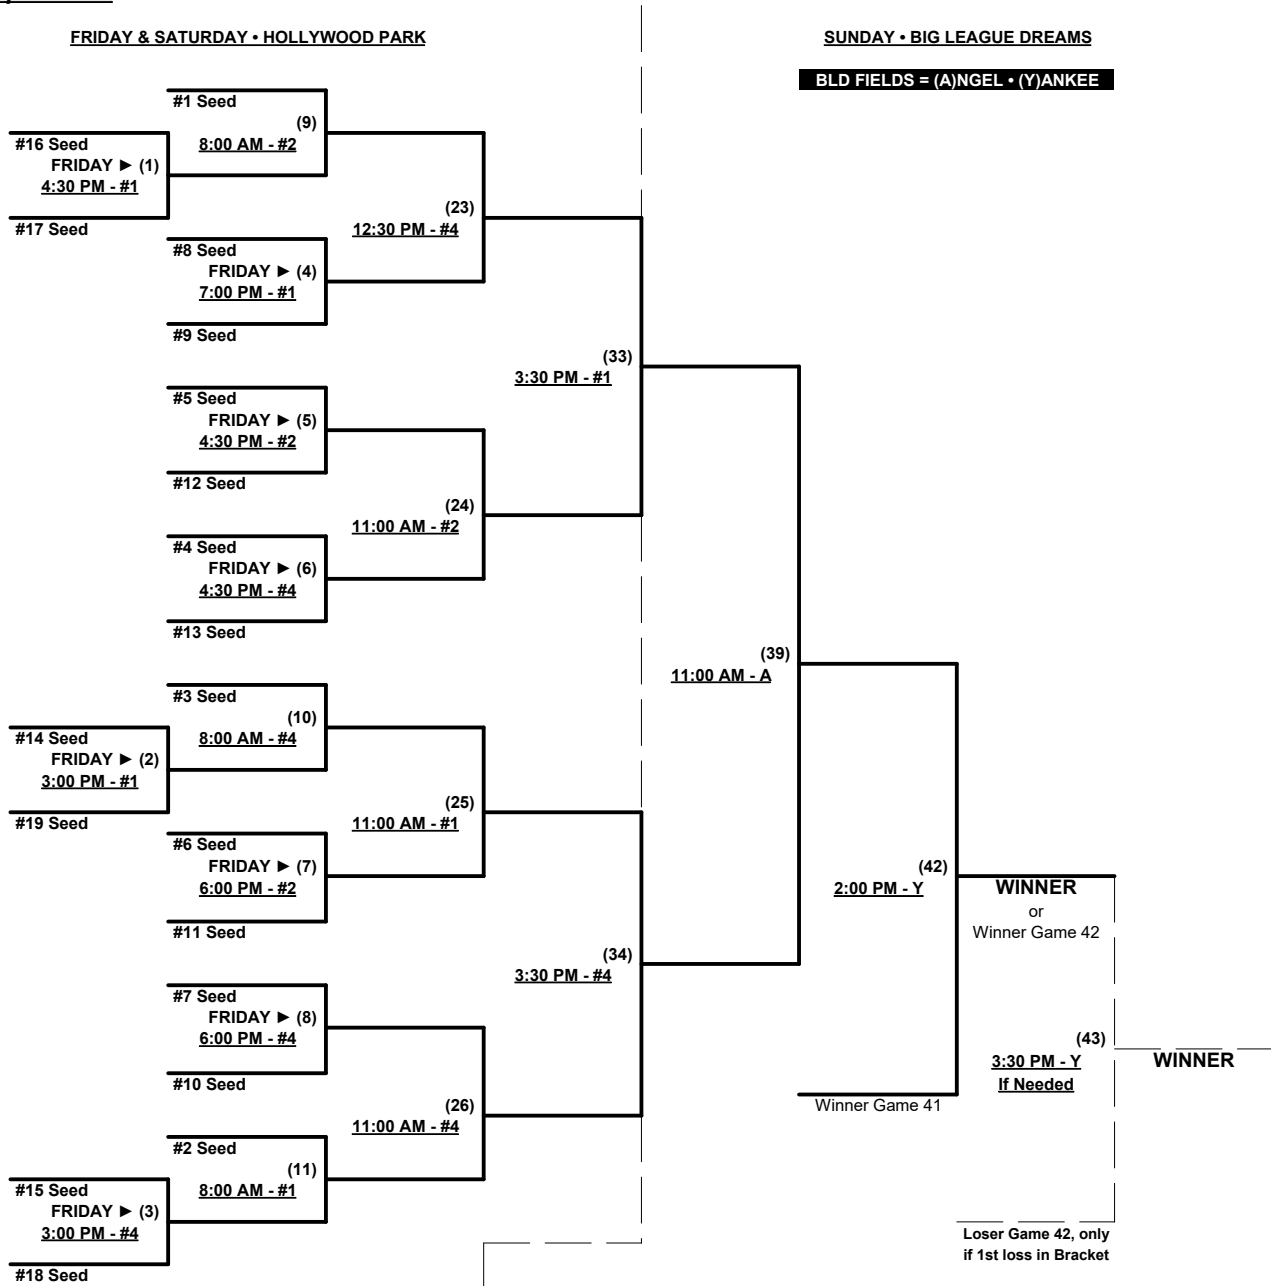 FRIDAY & SATURDAY • HOLLYWOOD PARK
SUNDAY • BIG LEAGUE DREAMS
BLD FIELDS = (A)NGEL • (Y)ANKEE
#1 Seed
(9)
8:00 AM - #2
#16 Seed
FRIDAY ► (1)
4:30 PM - #1
#17 Seed
(23)
12:30 PM - #4
#8 Seed
FRIDAY ► (4)
7:00 PM - #1
#9 Seed
(33)
3:30 PM - #1
#5 Seed
FRIDAY ► (5)
4:30 PM - #2
#12 Seed
(24)
11:00 AM - #2
#4 Seed
FRIDAY ► (6)
4:30 PM - #4
#13 Seed
(39)
11:00 AM - A
#3 Seed
(10)
8:00 AM - #4
#14 Seed
FRIDAY ► (2)
3:00 PM - #1
#19 Seed
(25)
11:00 AM - #1
#6 Seed
FRIDAY ► (7)
6:00 PM - #2
#11 Seed
(42)
2:00 PM - Y
WINNER
or
Winner Game 42
(34)
3:30 PM - #4
#7 Seed
FRIDAY ► (8)
6:00 PM - #4
#10 Seed
(43)
3:30 PM - Y
If Needed
WINNER
Winner Game 41
(26)
11:00 AM - #4
#2 Seed
(11)
8:00 AM - #1
#15 Seed
FRIDAY ► (3)
3:00 PM - #4
#18 Seed
Loser Game 42, only
if 1st loss in Bracket